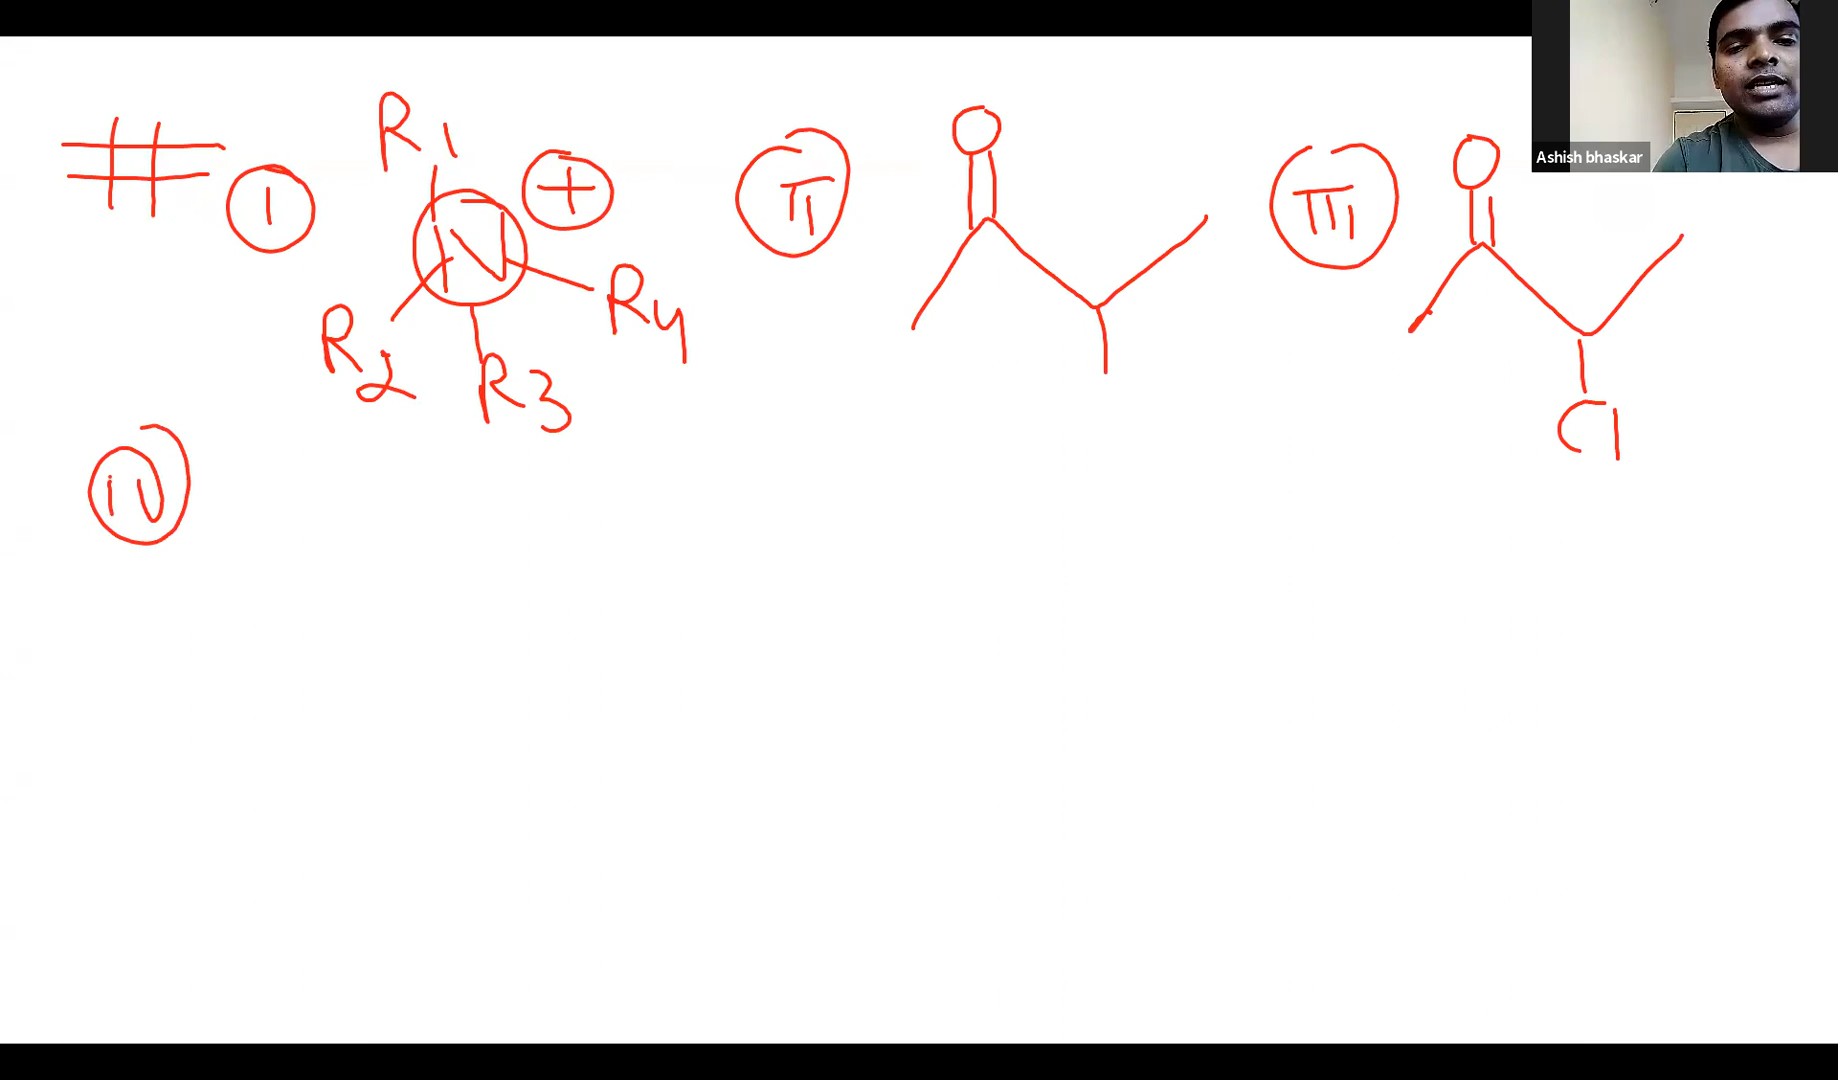 Ashish bhaskar
# I R1 R2 N + R3 R4
II O
III O Cl
iv